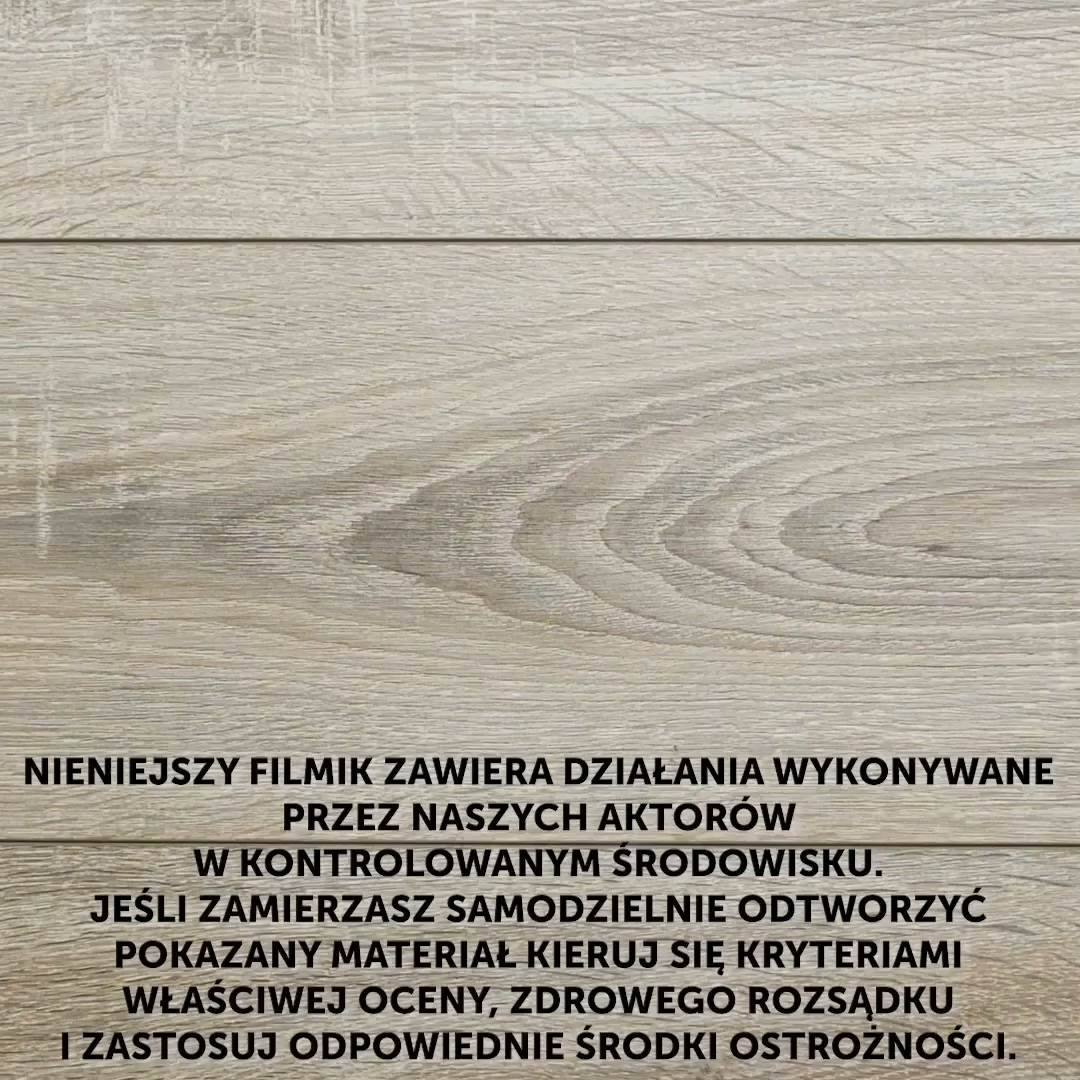 NIENIEJSZY FILMIK ZAWIERA DZIAŁANIA WYKONYWANE
PRZEZ NASZYCH AKTORÓW
W KONTROLOWANYM ŚRODOWISKU.
JEŚLI ZAMIERZASZ SAMODZIELNIE ODTWORZYĆ
POKAZANY MATERIAŁ KIERUJ SIĘ KRYTERIAMI
WŁAŚCIWEJ OCENY, ZDROWEGO ROZSĄDKU
I ZASTOSUJ ODPOWIEDNIE ŚRODKI OSTROŻNOŚCI.